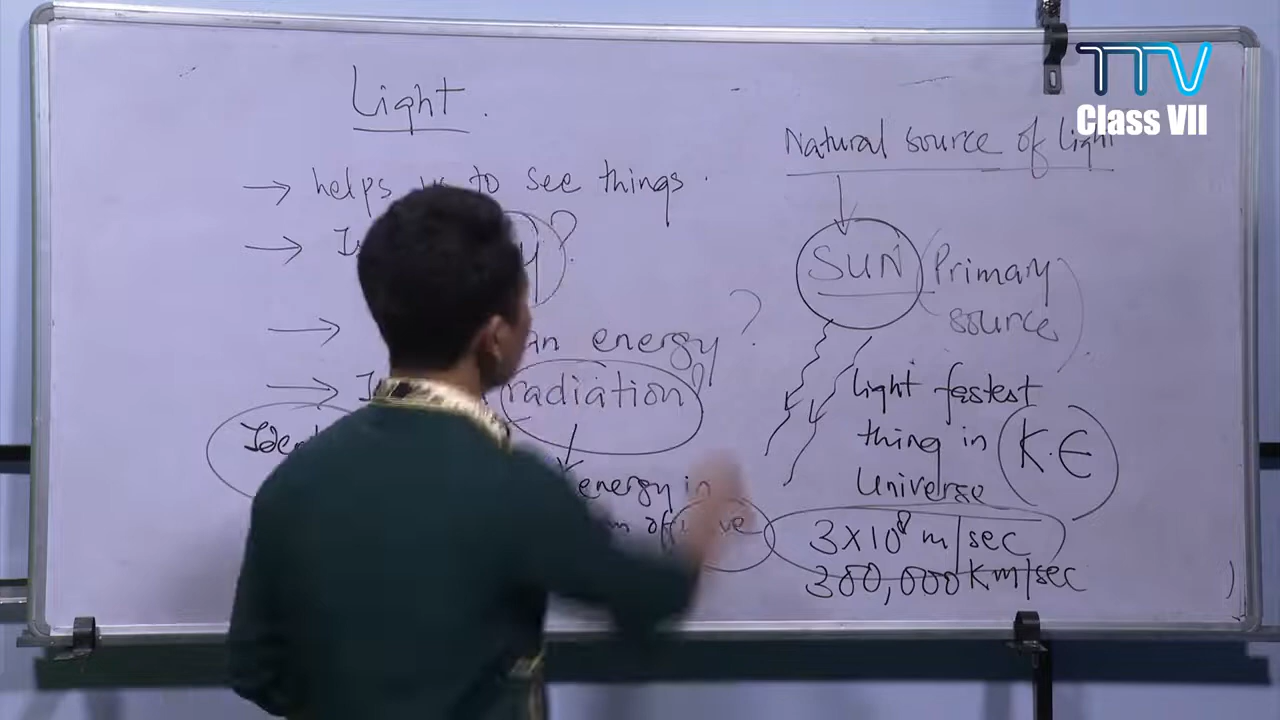 TTV
Class VII
Light.
→ helps to see things.
→ ?
→ an energy?
→ radiation
energy in
Natural source of light
SUN (Primary source)
light fastest
thing in
Universe
K.E
3x10⁸ m/sec
300,000 Km/sec